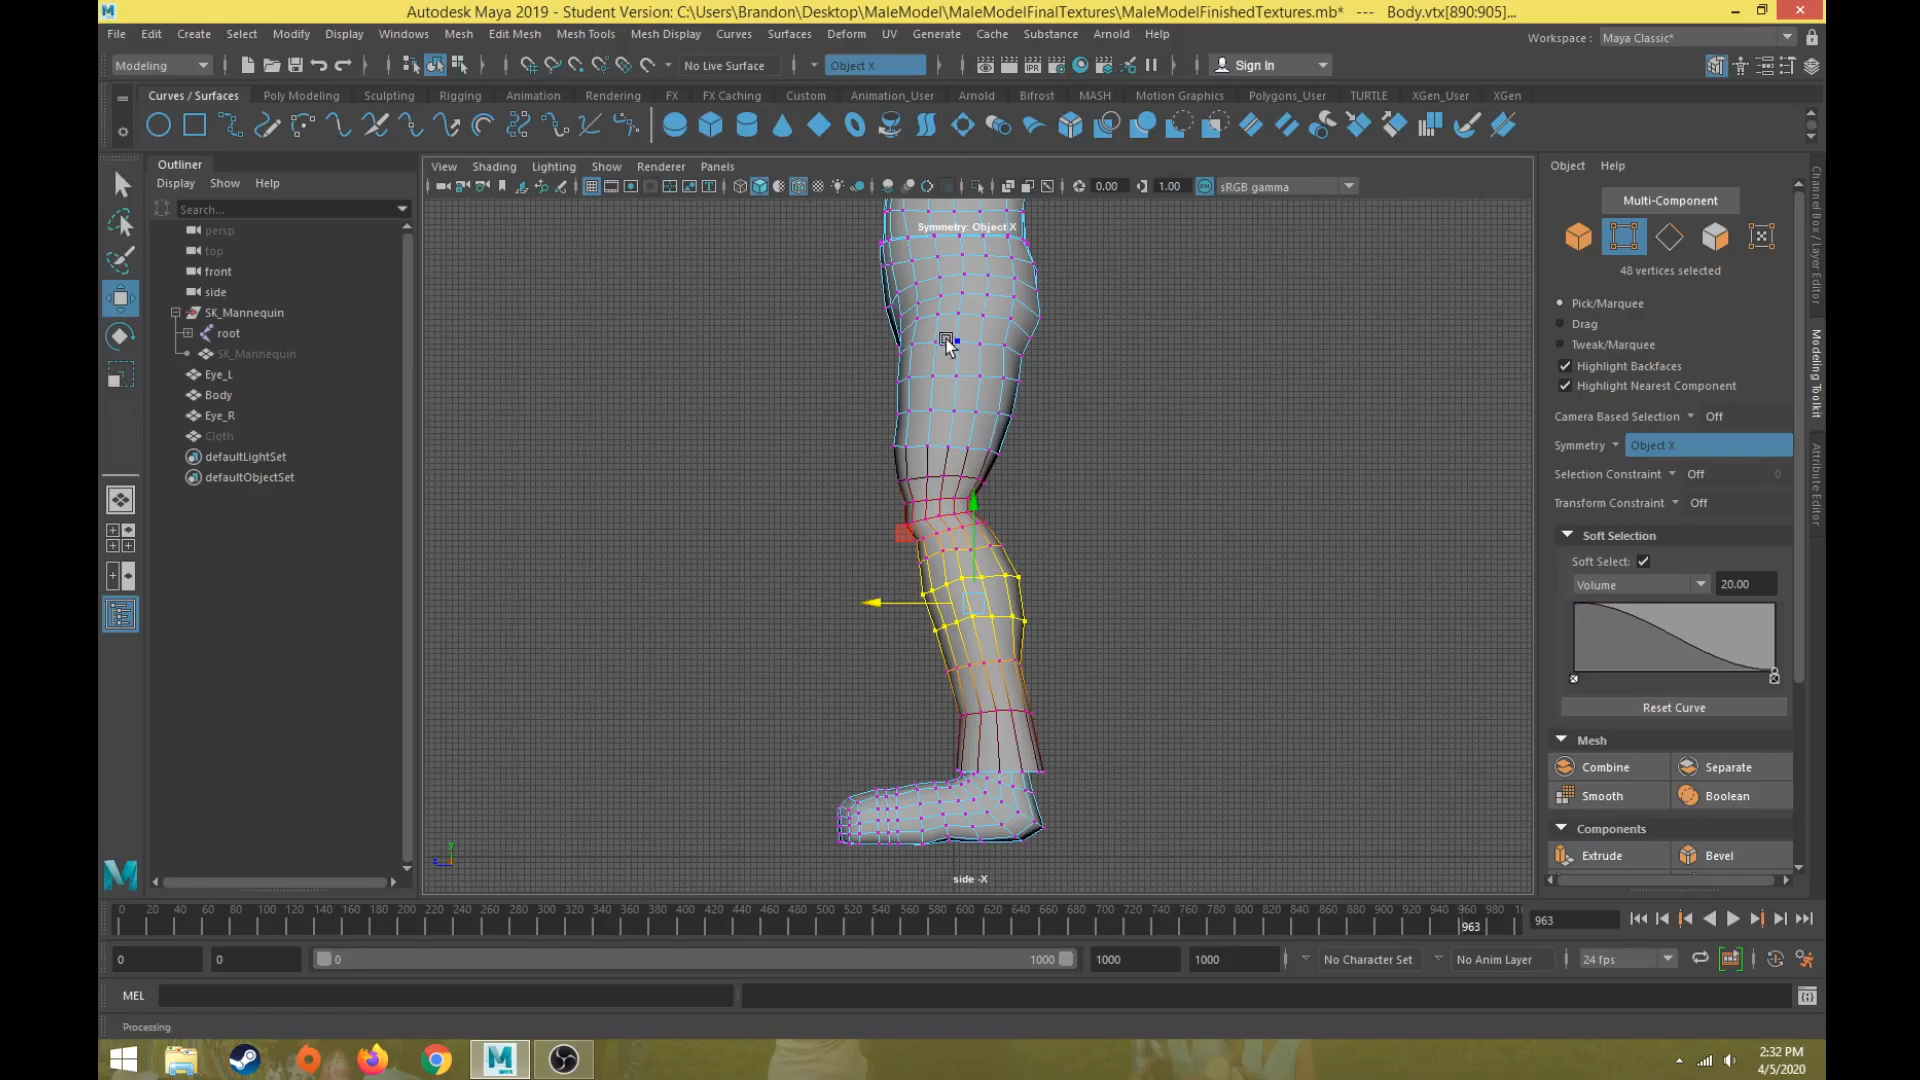 Autodesk Maya 2019 - Student Version: C:\Users\Brandon\Desktop\MaleModel\MaleModelFinalTextures\MaleModelFinishedTextures.mb* --- Body.vtx[890:905]...
File Edit Create Select Modify Display Windows Mesh Edit Mesh Mesh Tools Mesh Display Curves Surfaces Deform UV Generate Cache Substance Arnold Help
Workspace : Maya Classic*
Modeling No Live Surface Object X Sign In
Curves / Surfaces Poly Modeling Sculpting Rigging Animation Rendering FX FX Caching Custom Animation_User Arnold Bifrost MASH Motion Graphics Polygons_User TURTLE XGen_User XGen
Outliner
Display Show Help
Search...
persp
top
front
side
SK_Mannequin
root
SK_Mannequin
Eye_L
Body
Eye_R
Cloth
defaultLightSet
defaultObjectSet
View Shading Lighting Show Renderer Panels
0.00 1.00 sRGB gamma
Symmetry: Object X
side -X
Object Help
Multi-Component
48 vertices selected
Pick/Marquee
Drag
Tweak/Marquee
Highlight Backfaces
Highlight Nearest Component
Camera Based Selection Off
Symmetry Object X
Selection Constraint Off 0
Transform Constraint Off
Soft Selection
Soft Select:
Volume 20.00
Reset Curve
Mesh
Combine Separate
Smooth Boolean
Components
Extrude Bevel
Channel Box / Layer Editor
Modeling Toolkit
Attribute Editor
0 20 40 60 80 100 120 140 160 180 200 220 240 260 280 300 320 340 360 380 400 420 440 460 480 500 520 540 560 580 600 620 640 660 680 700 720 740 760 780 800 820 840 860 880 900 920 940 960 980
963
963
0 0 0 1000 1000 1000 No Character Set No Anim Layer 24 fps
MEL
Processing
2:32 PM
4/5/2020